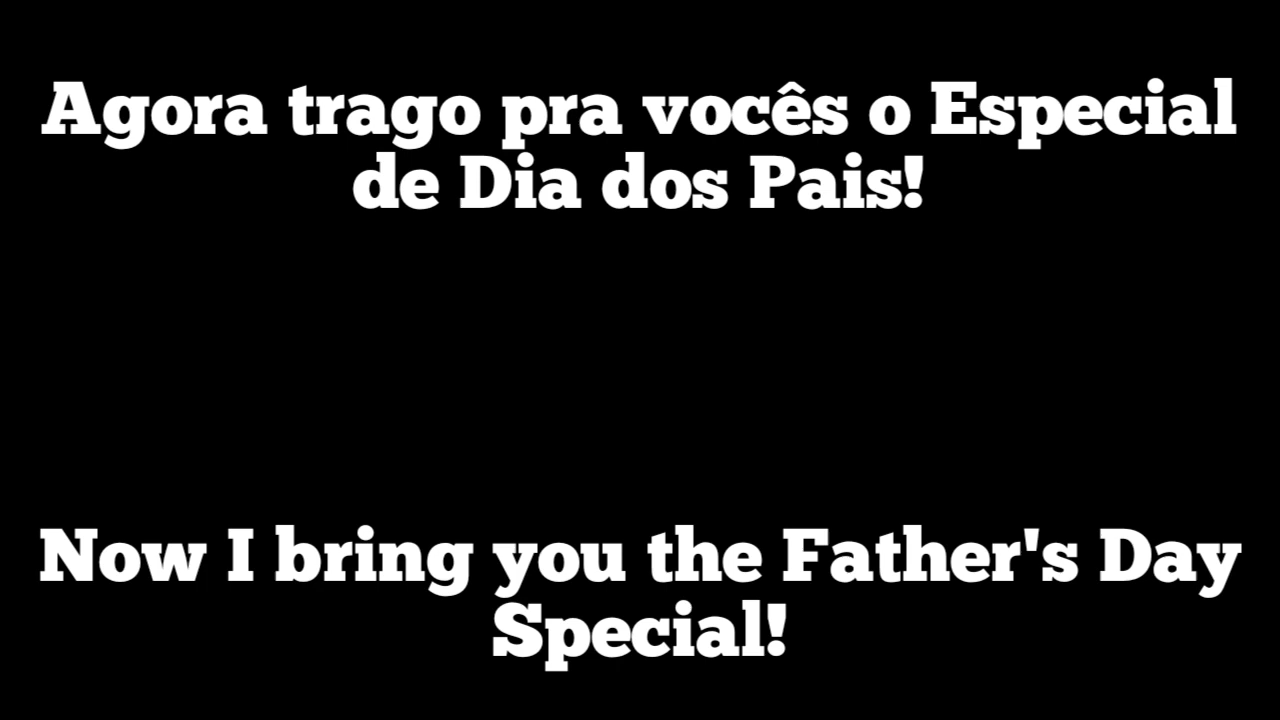 Agora trago pra vocês o Especial
de Dia dos Pais!
Now I bring you the Father's Day
Special!